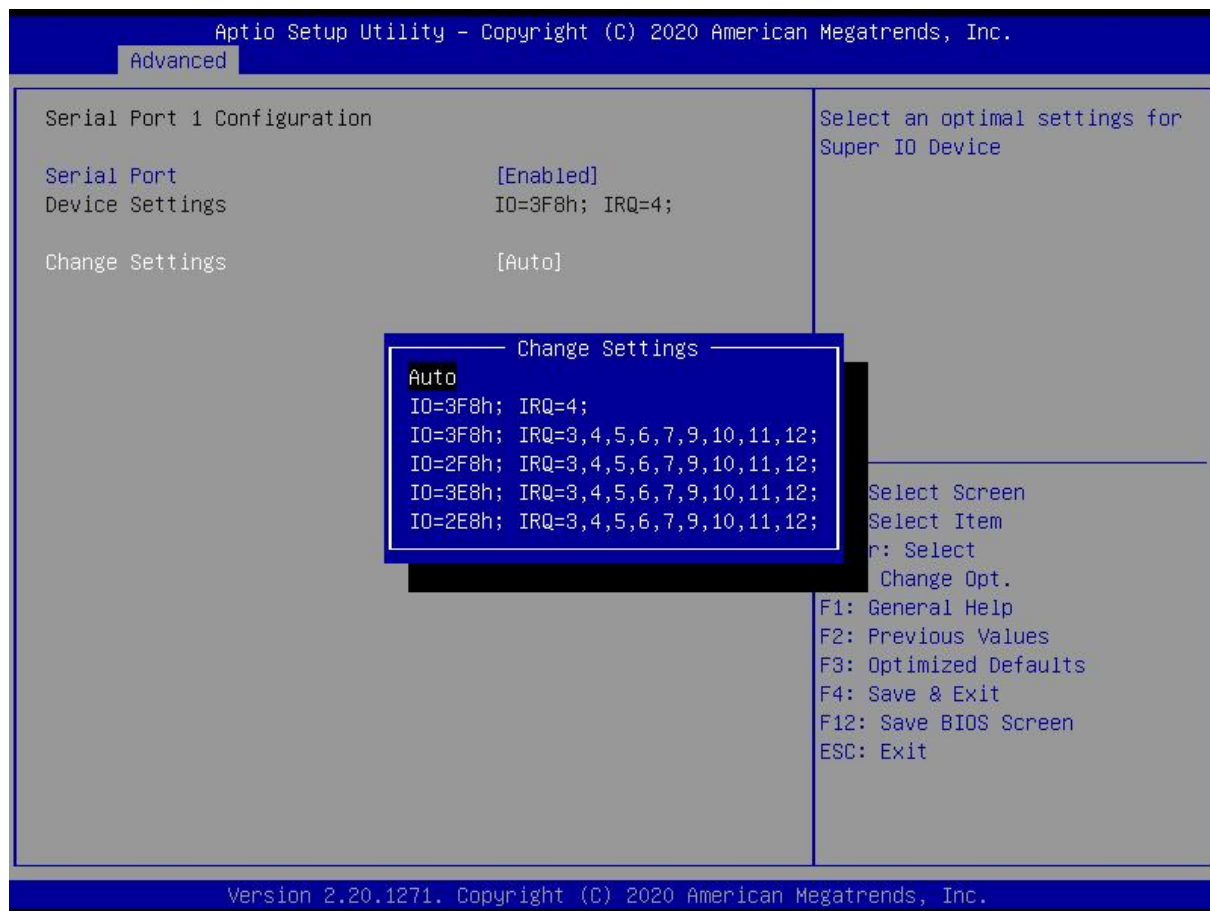 Aptio Setup Utility – Copyright (C) 2020 American Megatrends, Inc.
Advanced
Serial Port 1 Configuration
Serial Port [Enabled]
Device Settings IO=3F8h; IRQ=4;
Change Settings [Auto]
Change Settings
Auto
IO=3F8h; IRQ=4;
IO=3F8h; IRQ=3,4,5,6,7,9,10,11,12;
IO=2F8h; IRQ=3,4,5,6,7,9,10,11,12;
IO=3E8h; IRQ=3,4,5,6,7,9,10,11,12;
IO=2E8h; IRQ=3,4,5,6,7,9,10,11,12;
Select an optimal settings for
Super IO Device
Select Screen
Select Item
: Select
Change Opt.
F1: General Help
F2: Previous Values
F3: Optimized Defaults
F4: Save & Exit
F12: Save BIOS Screen
ESC: Exit
Version 2.20.1271. Copyright (C) 2020 American Megatrends, Inc.